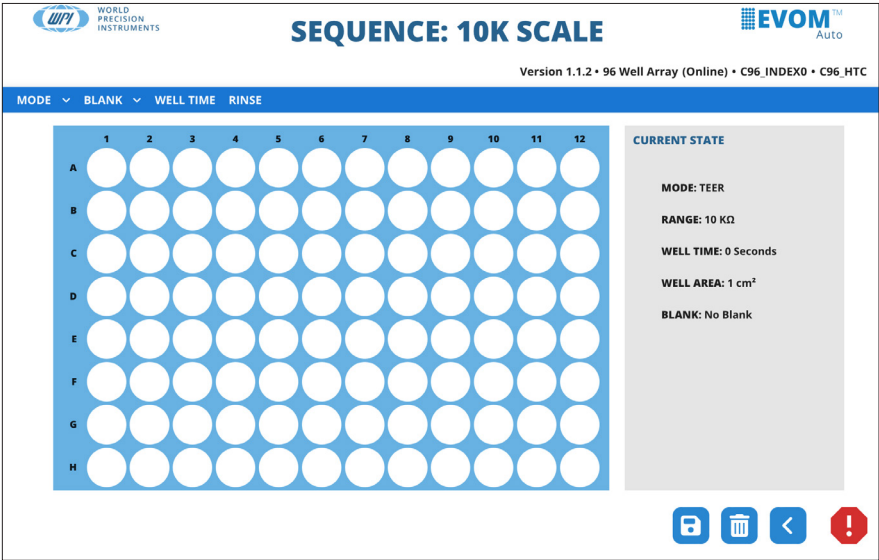 WPI
WORLD
PRECISION
INSTRUMENTS
SEQUENCE: 10K SCALE
EVOM™
Auto
Version 1.1.2 • 96 Well Array (Online) • C96_INDEX0 • C96_HTC
MODE BLANK WELL TIME RINSE
1 2 3 4 5 6 7 8 9 10 11 12
A
B
C
D
E
F
G
H
CURRENT STATE
MODE: TEER
RANGE: 10 KΩ
WELL TIME: 0 Seconds
WELL AREA: 1 cm²
BLANK: No Blank